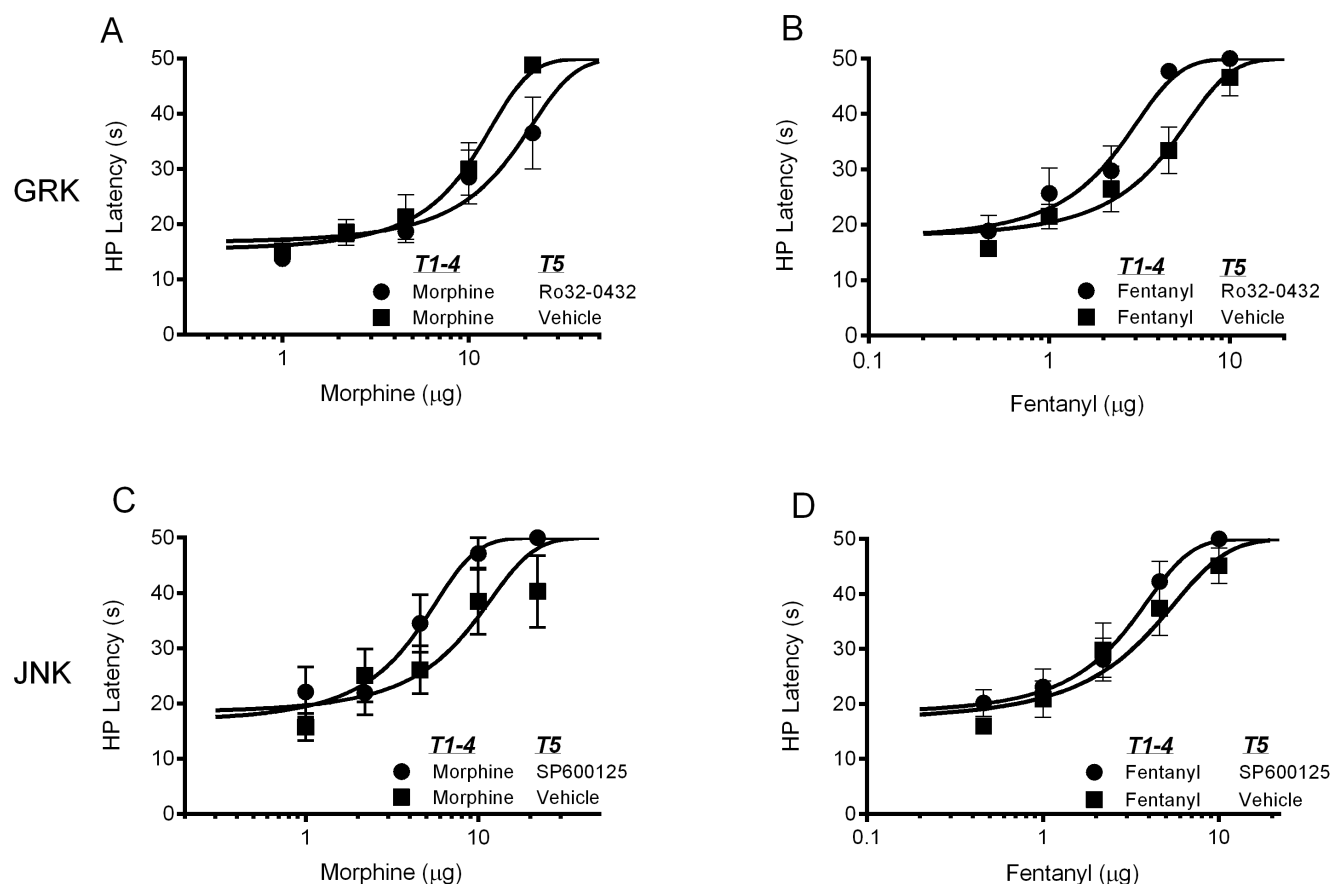 A
50
40
30
20
10
0
HP Latency (s)
GRK
T1-4 T5
Morphine Ro32-0432
Morphine Vehicle
1 10
Morphine (μg)
B
50
40
30
20
10
0
HP Latency (s)
T1-4 T5
Fentanyl Ro32-0432
Fentanyl Vehicle
0.1 1 10
Fentanyl (μg)
C
50
40
30
20
10
0
HP Latency (s)
JNK
T1-4 T5
Morphine SP600125
Morphine Vehicle
1 10
Morphine (μg)
D
50
40
30
20
10
0
HP Latency (s)
T1-4 T5
Fentanyl SP600125
Fentanyl Vehicle
0.1 1 10
Fentanyl (μg)